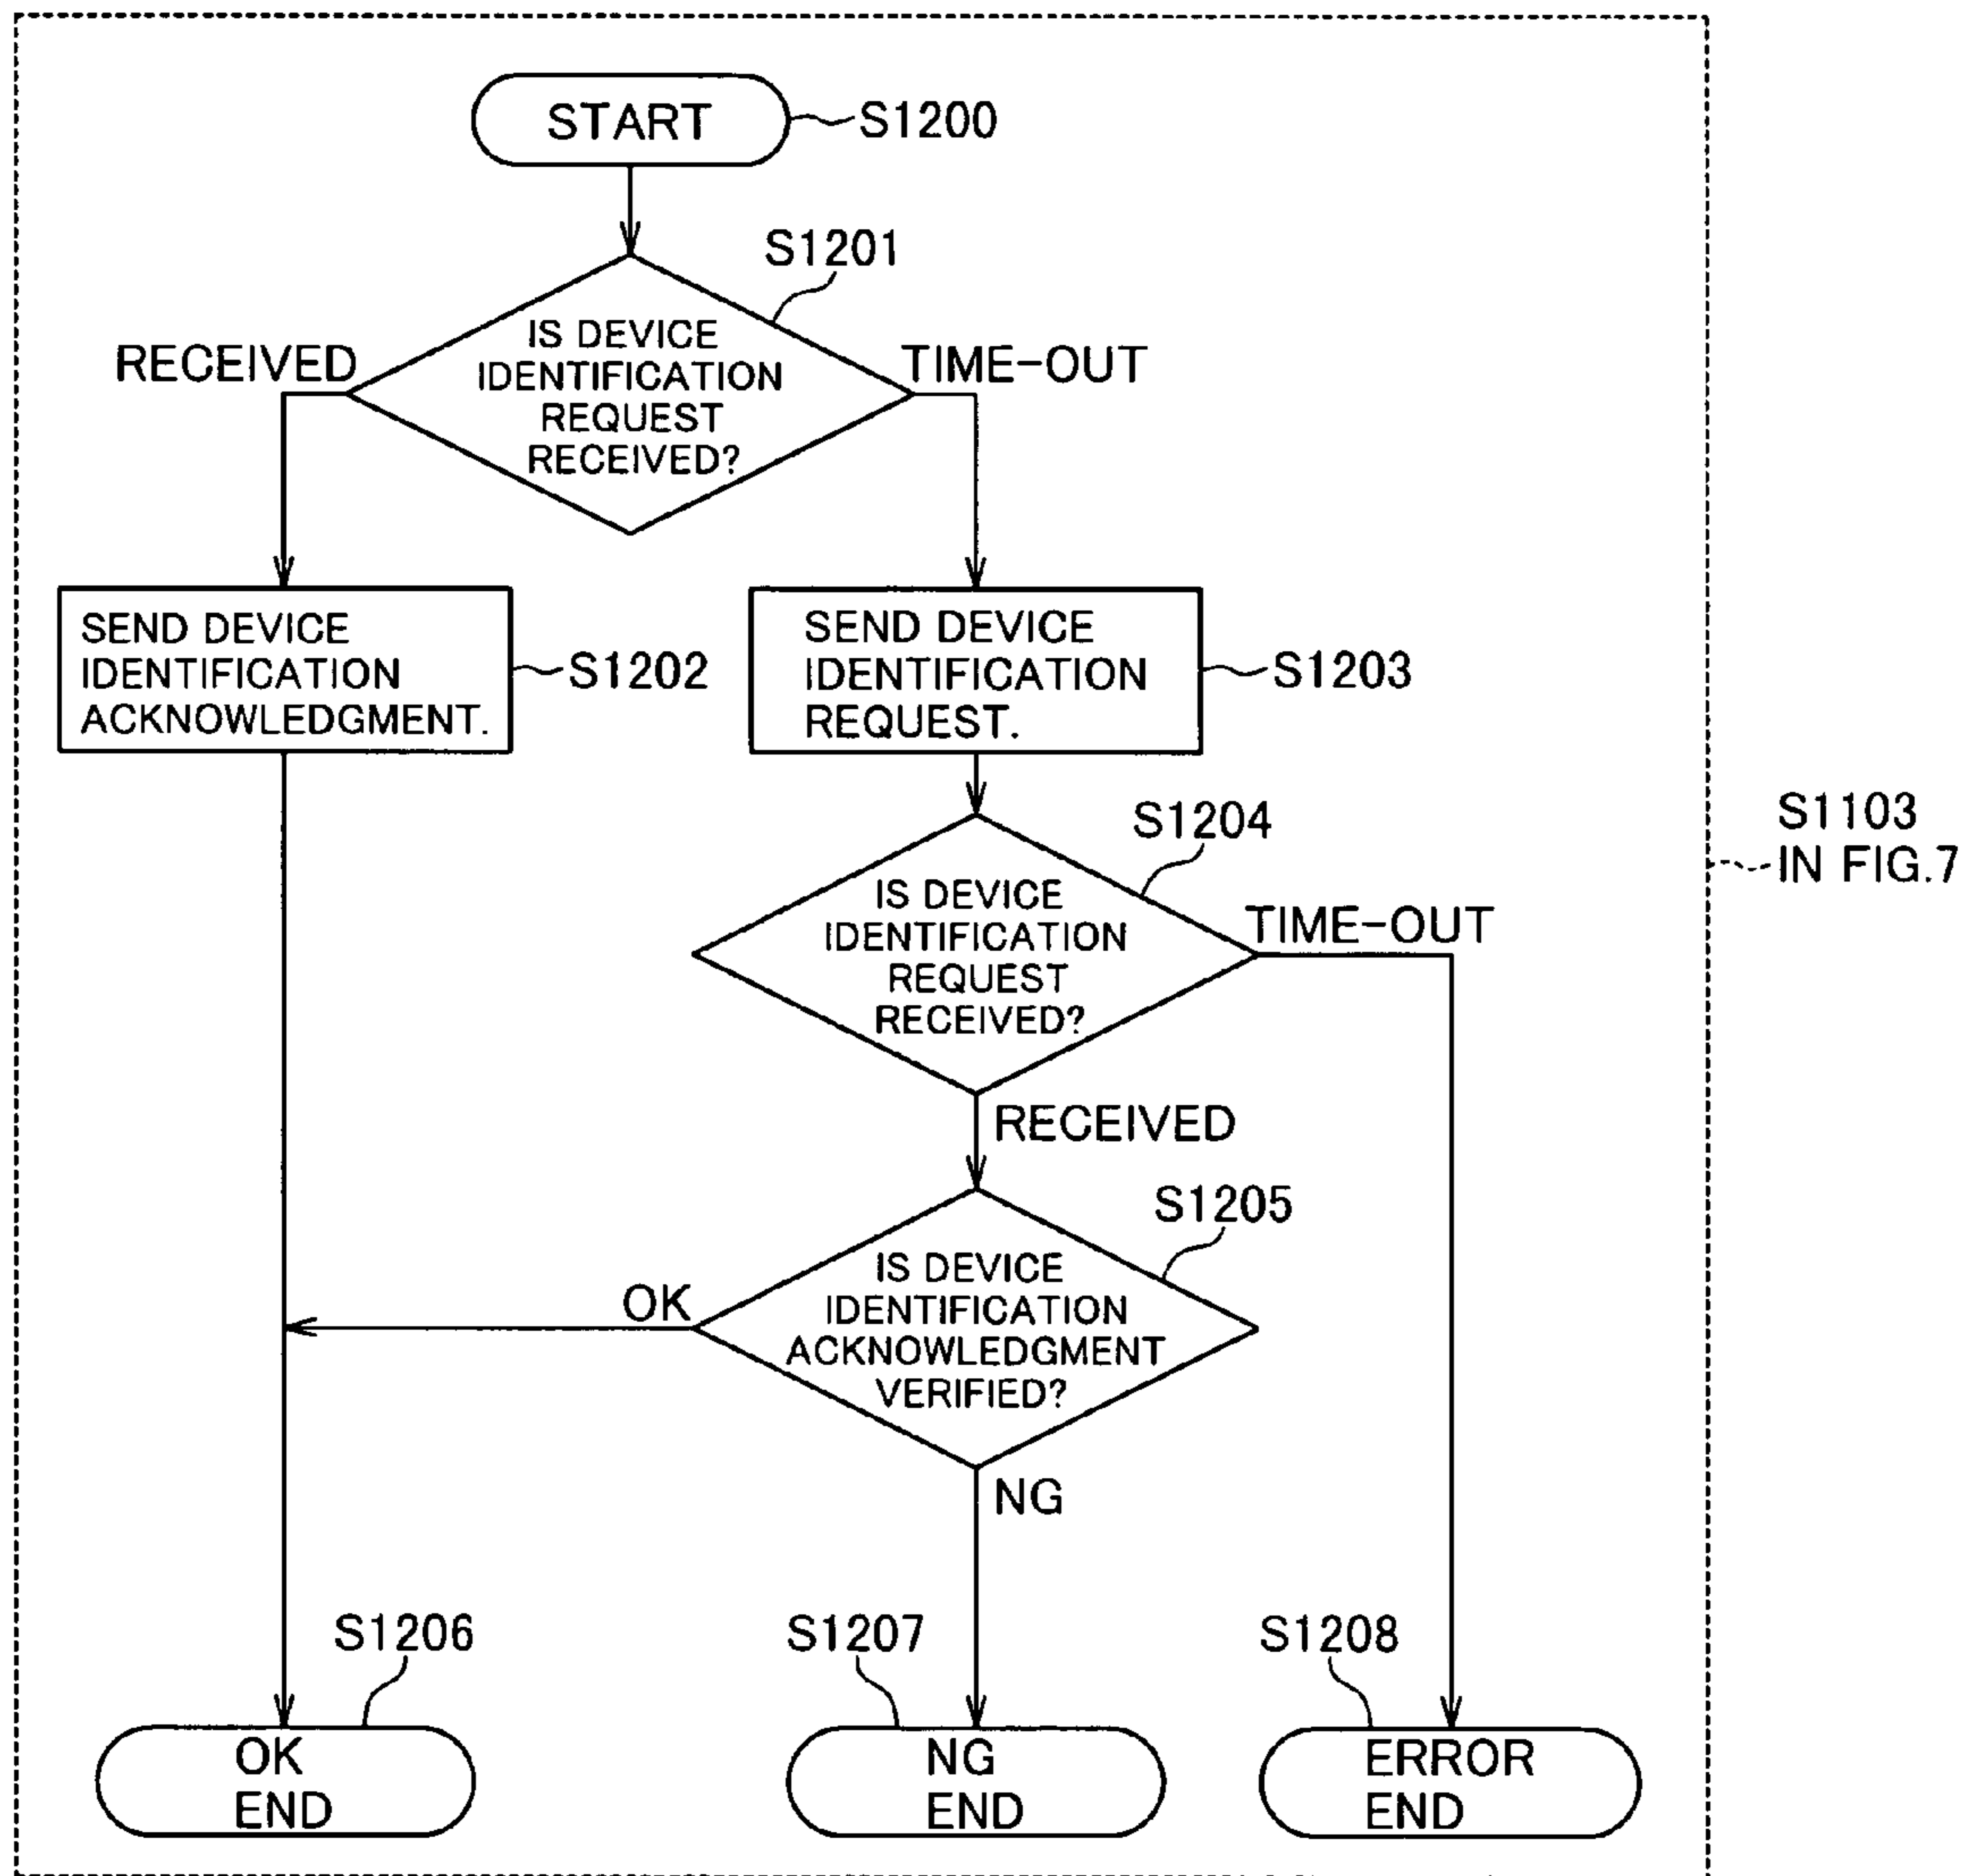 START
S1200
S1201
IS DEVICE
IDENTIFICATION
REQUEST
RECEIVED?
RECEIVED
TIME-OUT
SEND DEVICE
IDENTIFICATION
ACKNOWLEDGMENT.
S1202
SEND DEVICE
IDENTIFICATION
REQUEST.
S1203
S1204
IS DEVICE
IDENTIFICATION
REQUEST
RECEIVED?
TIME-OUT
S1103
IN FIG.7
RECEIVED
S1205
IS DEVICE
IDENTIFICATION
ACKNOWLEDGMENT
VERIFIED?
OK
NG
S1206
S1207
S1208
OK
END
NG
END
ERROR
END